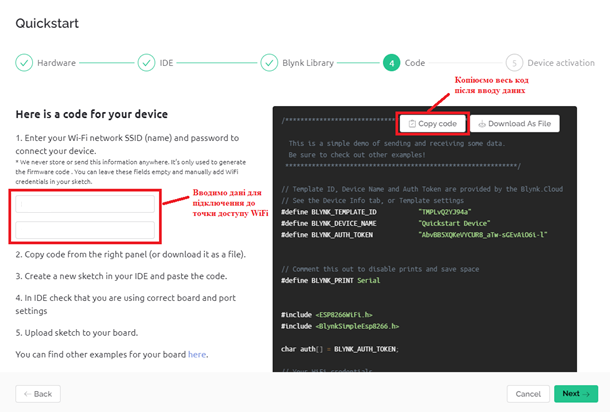 Quickstart
Hardware
IDE
Blynk Library
4 Code
5 Device activation
Копіюємо весь код
після вводу даних
Here is a code for your device
1. Enter your Wi-Fi network SSID (name) and password to
connect your device.
* We never store or send this information anywhere. It's only used to generate
the firmware code . You can leave these fields empty and manually add WiFi
credentials in your sketch.
Вводимо дані для
підключення до
точки доступу WiFi
2. Copy code from the right panel (or download it as a file).
3. Create a new sketch in your IDE and paste the code.
4. In IDE check that you are using correct board and port
settings
5. Upload sketch to your board.
You can find other examples for your board here.
Copy code
Download As File
This is a simple demo of sending and receiving some data.
Be sure to check out other examples!
// Template ID, Device Name and Auth Token are provided by the Blynk.Cloud
// See the Device Info tab, or Template settings
#define BLYNK_TEMPLATE_ID "TMPLvQ2YJ94a"
#define BLYNK_DEVICE_NAME "Quickstart Device"
#define BLYNK_AUTH_TOKEN "AbvBB5XQKeVYCUR8_aTw-sGEvAiO6i-l"
// Comment this out to disable prints and save space
#define BLYNK_PRINT Serial
#include <ESP8266WiFi.h>
#include <BlynkSimpleEsp8266.h>
char auth[] = BLYNK_AUTH_TOKEN;
// Your WiFi credentials.
Back
Cancel
Next